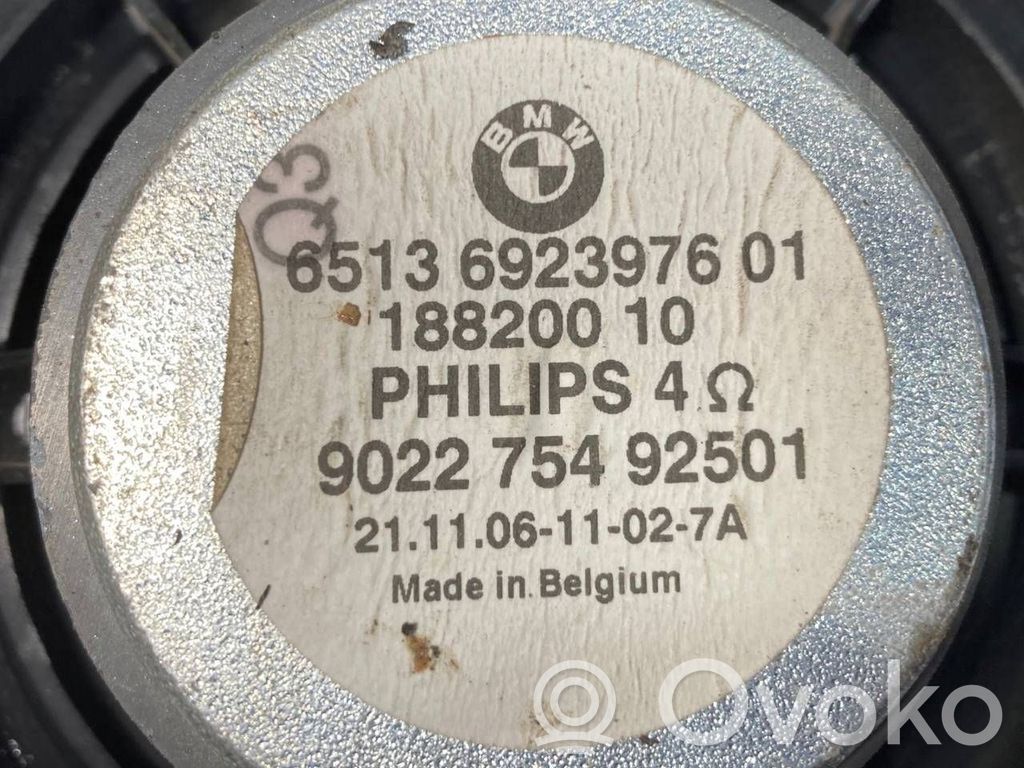 BMW
Q3
6513 6923976 01
188200 10
PHILIPS 4 Ω
9022 754 92501
21.11.06-11-02-7A
Made in Belgium
Ovoko